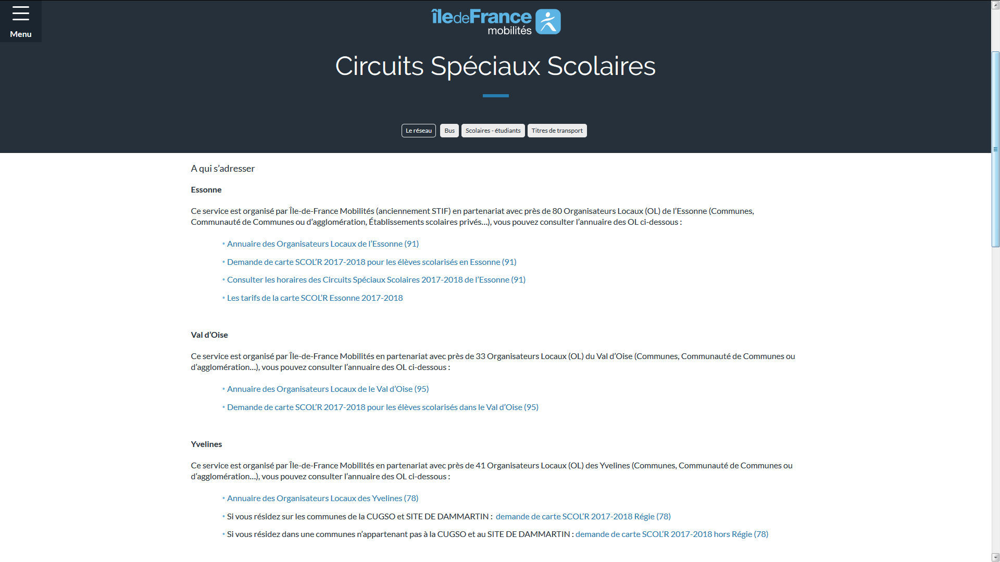 Menu
îledeFrance
mobilités
Circuits Spéciaux Scolaires
Le réseau Bus Scolaires - étudiants Titres de transport
A qui s’adresser
Essonne
Ce service est organisé par Île-de-France Mobilités (anciennement STIF) en partenariat avec près de 80 Organisateurs Locaux (OL) de l’Essonne (Communes,
Communauté de Communes ou d’agglomération, Établissements scolaires privés…), vous pouvez consulter l’annuaire des OL ci-dessous :
• Annuaire des Organisateurs Locaux de l’Essonne (91)
• Demande de carte SCOL’R 2017-2018 pour les élèves scolarisés en Essonne (91)
• Consulter les horaires des Circuits Spéciaux Scolaires 2017-2018 de l’Essonne (91)
• Les tarifs de la carte SCOL’R Essonne 2017-2018
Val d’Oise
Ce service est organisé par Île-de-France Mobilités en partenariat avec près de 33 Organisateurs Locaux (OL) du Val d’Oise (Communes, Communauté de Communes ou
d’agglomération…), vous pouvez consulter l’annuaire des OL ci-dessous :
• Annuaire des Organisateurs Locaux de le Val d’Oise (95)
• Demande de carte SCOL’R 2017-2018 pour les élèves scolarisés dans le Val d’Oise (95)
Yvelines
Ce service est organisé par Île-de-France Mobilités en partenariat avec près de 41 Organisateurs Locaux (OL) des Yvelines (Communes, Communauté de Communes ou
d’agglomération…), vous pouvez consulter l’annuaire des OL ci-dessous :
• Annuaire des Organisateurs Locaux des Yvelines (78)
• Si vous résidez sur les communes de la CUGSO et SITE DE DAMMARTIN : demande de carte SCOL’R 2017-2018 Régie (78)
• Si vous résidez dans une communes n’appartenant pas à la CUGSO et au SITE DE DAMMARTIN : demande de carte SCOL’R 2017-2018 hors Régie (78)